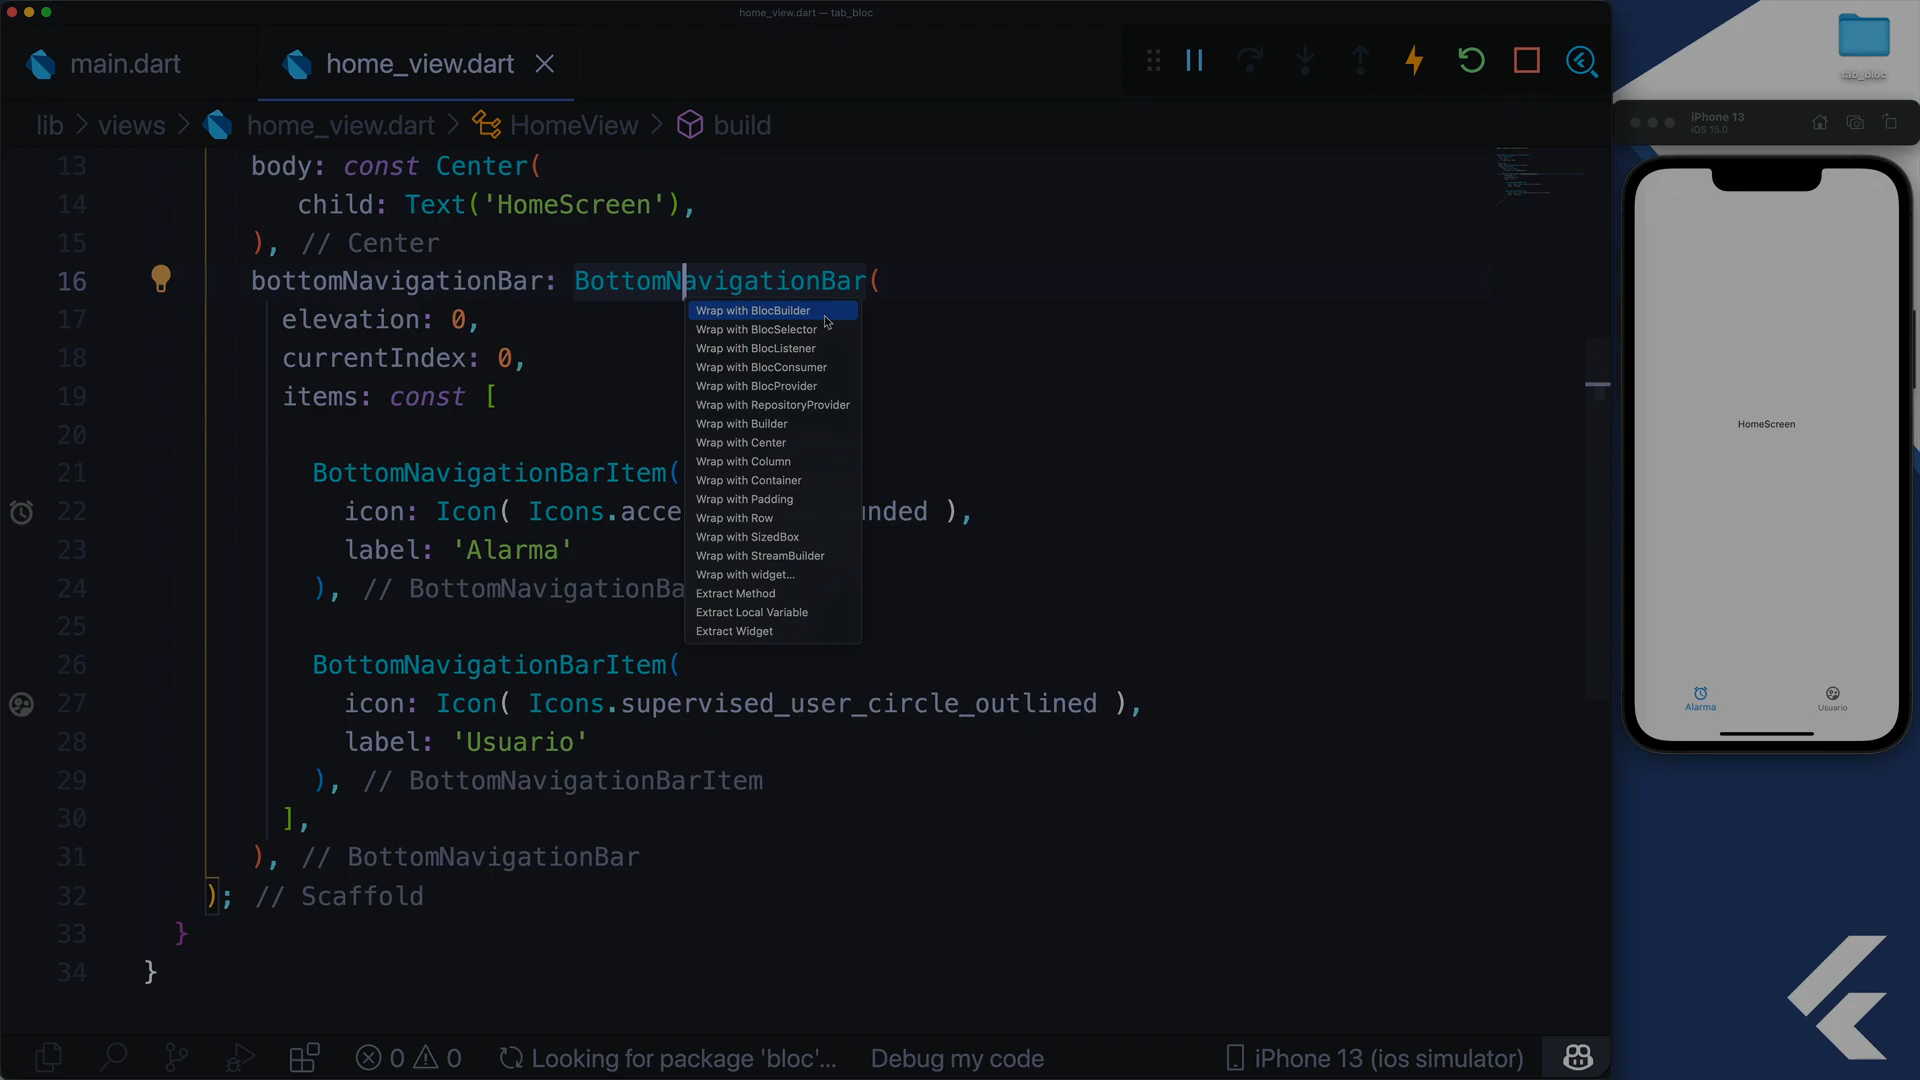 home_view.dart — tab_bloc
main.dart
home_view.dart
lib > views > home_view.dart > HomeView > build
13 body: const Center(
14 child: Text('HomeScreen'),
15 ), // Center
16 bottomNavigationBar: BottomNavigationBar(
17 elevation: 0,
18 currentIndex: 0,
19 items: const [
20
21 BottomNavigationBarItem(
22 icon: Icon( Icons.acce
unded ),
23 label: 'Alarma'
24 ), // BottomNavigationBa
25
26 BottomNavigationBarItem(
27 icon: Icon( Icons.supervised_user_circle_outlined ),
28 label: 'Usuario'
29 ), // BottomNavigationBarItem
30 ],
31 ), // BottomNavigationBar
32 ); // Scaffold
33 }
34 }
Wrap with BlocBuilder
Wrap with BlocSelector
Wrap with BlocListener
Wrap with BlocConsumer
Wrap with BlocProvider
Wrap with RepositoryProvider
Wrap with Builder
Wrap with Center
Wrap with Column
Wrap with Container
Wrap with Padding
Wrap with Row
Wrap with SizedBox
Wrap with StreamBuilder
Wrap with widget...
Extract Method
Extract Local Variable
Extract Widget
0 0 Looking for package 'bloc'... Debug my code iPhone 13 (ios simulator)
tab_bloc
iPhone 13
iOS 15.0
HomeScreen
Alarma
Usuario